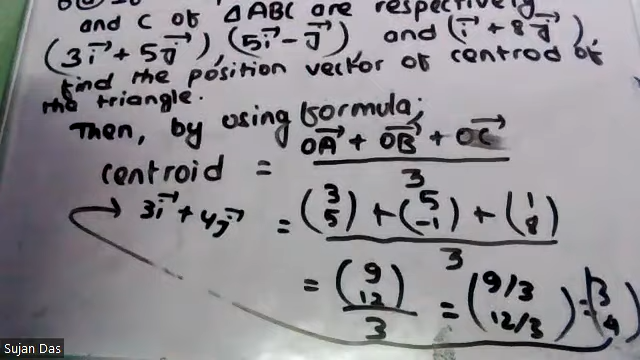 and C of △ABC are respectively
(3i⃗ + 5j⃗), (5i⃗ - j⃗), and (i⃗ + 8j⃗),
find the position vector of centrod of
the triangle.
Then, by using formula;
centroid = OA⃗ + OB⃗ + OC⃗ / 3
3i⃗ + 4j⃗ = (3 5) + (5 -1) + (1 8) / 3
= (9 12) / 3 = (9/3 12/3) = (3 4)
Sujan Das